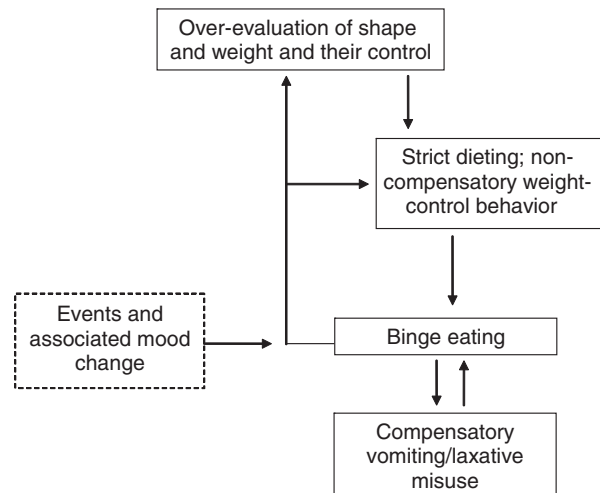 Over-evaluation of shape
and weight and their control
Strict dieting; non-
compensatory weight-
control behavior
Events and
associated mood
change
Binge eating
Compensatory
vomiting/laxative
misuse